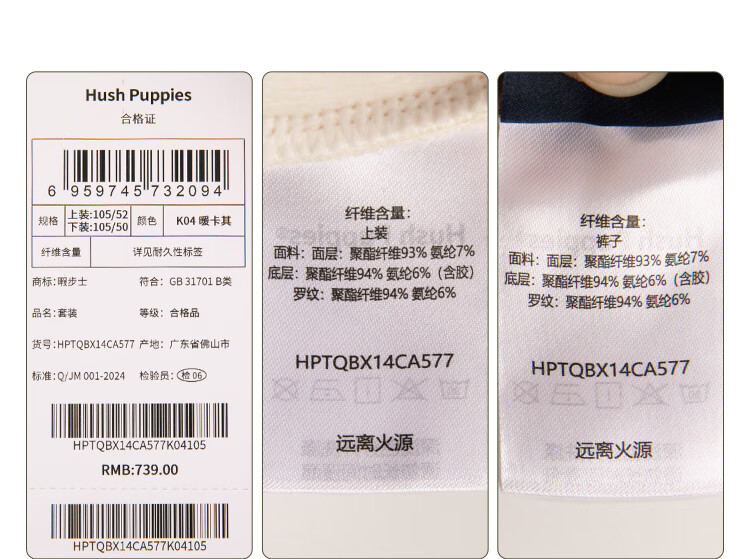 Hush Puppies
合格证
6 959745 732094
规格 上装:105/52 下装:105/50 颜色 K04 暖卡其
纤维含量 详见耐久性标签
商标:暇步士 符合: GB 31701 B类
品名:套装 等级: 合格品
货号:HPTQBX14CA577 产地: 广东省佛山市
标准:Q/JM 001-2024 检验员: 检 06
HPTQBX14CA577K04105
RMB:739.00
HPTQBX14CA577K04105
纤维含量:
上装
面料: 面层: 聚酯纤维93% 氨纶7%
底层: 聚酯纤维94% 氨纶6%(含胶)
罗纹: 聚酯纤维94% 氨纶6%
HPTQBX14CA577
远离火源
纤维含量:
裤子
面料: 面层: 聚酯纤维93% 氨纶7%
底层: 聚酯纤维94% 氨纶6%(含胶)
罗纹: 聚酯纤维94% 氨纶6%
HPTQBX14CA577
远离火源